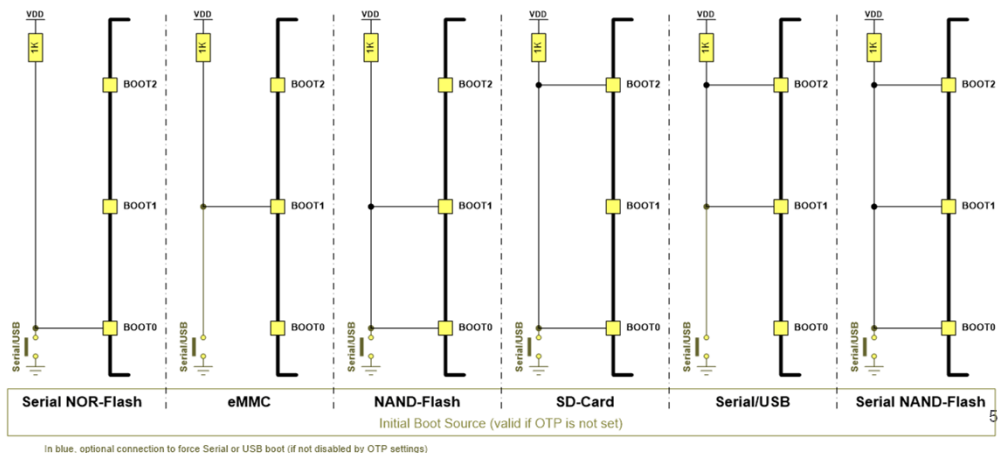 VDD VDD VDD VDD VDD VDD
1K 1K 1K 1K 1K 1K
BOOT2 BOOT2 BOOT2 BOOT2 BOOT2 BOOT2
BOOT1 BOOT1 BOOT1 BOOT1 BOOT1 BOOT1
BOOT0 BOOT0 BOOT0 BOOT0 BOOT0 BOOT0
Serial/USB Serial/USB Serial/USB Serial/USB Serial/USB Serial/USB
Serial NOR-Flash eMMC NAND-Flash SD-Card Serial/USB Serial NAND-Flash
5
Initial Boot Source (valid if OTP is not set)
In blue, optional connection to force Serial or USB boot (if not disabled by OTP settings)